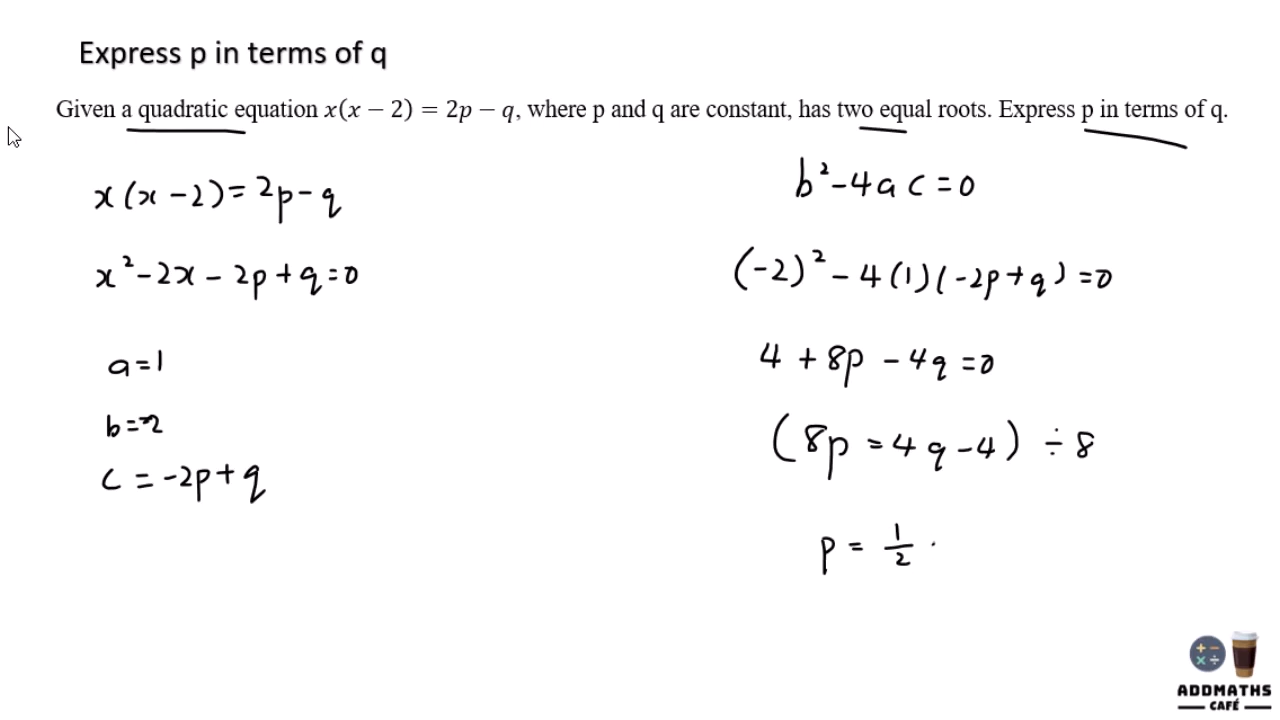 Express p in terms of q
Given a quadratic equation x(x − 2) = 2p − q, where p and q are constant, has two equal roots. Express p in terms of q.
x(x-2)=2p-q
x²-2x-2p+q=0
a=1
b=-2
c=-2p+q
b²-4ac=0
(-2)²-4(1)(-2p+q)=0
4+8p-4q=0
(8p=4q-4)÷8
p=1/2
ADDMATHS
CAFÉ